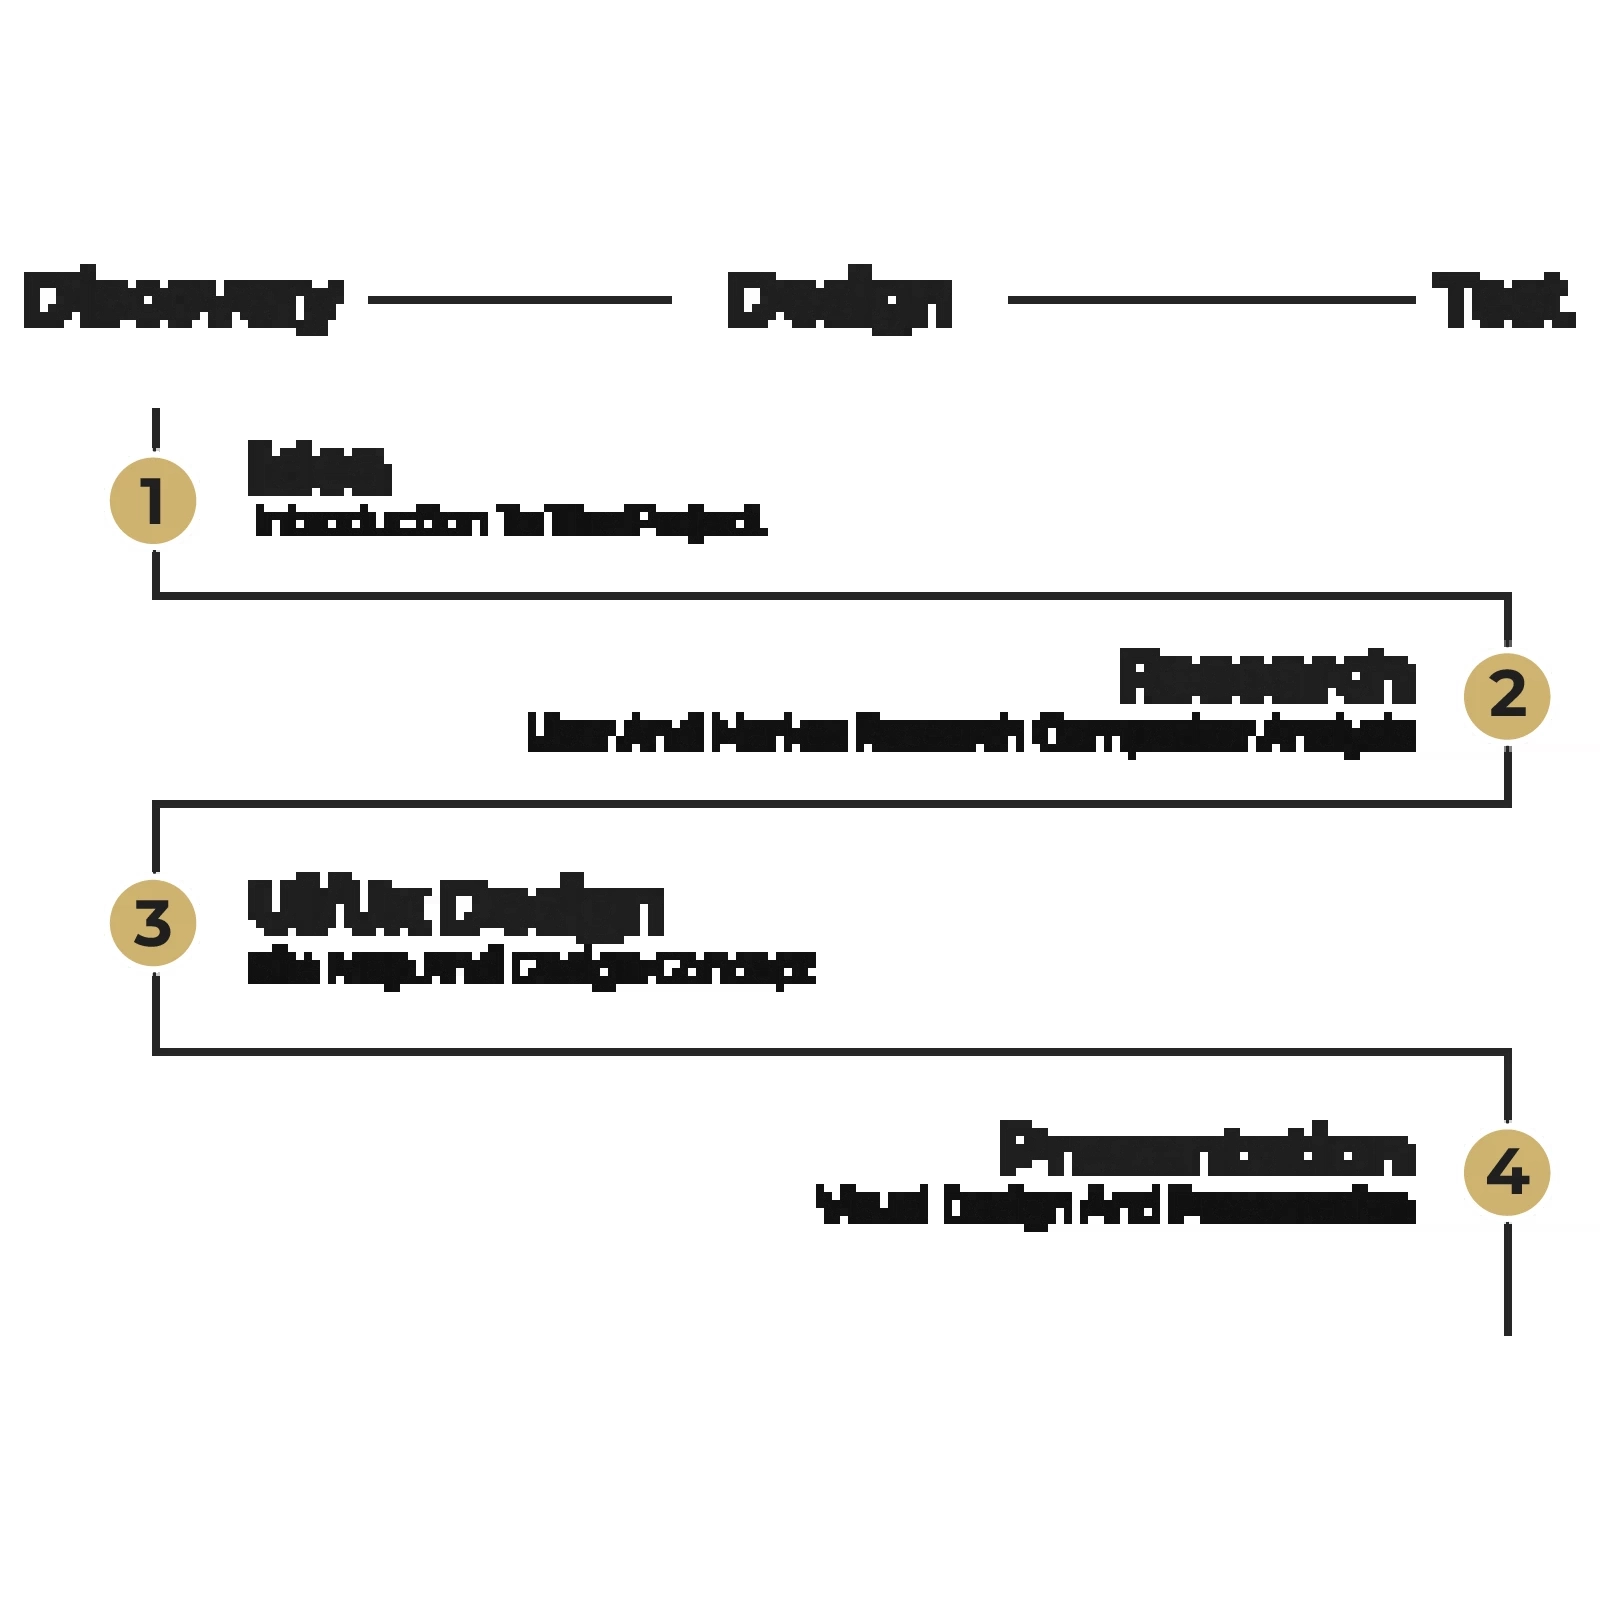 Discovery Design Test.
1
Idea.
Introduction To The Project.
2
Research
User And Market Research Competitor Analysis
3
UI/Ux Design
Site Map, And Design Concept
4
Presentation
Visual Design And Presentation